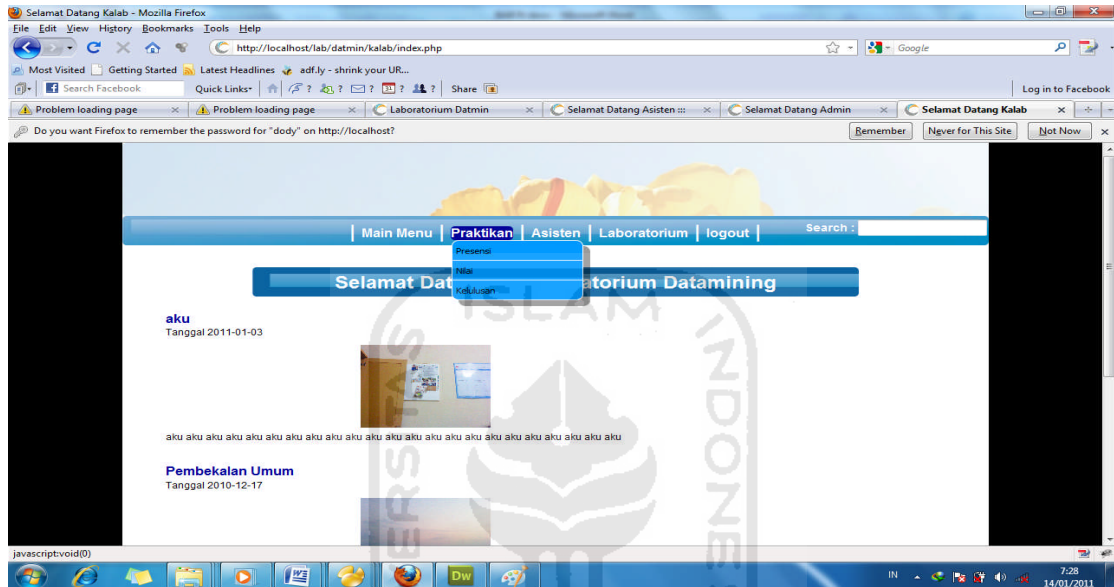 Selamat Datang Kalab - Mozilla Firefox
File Edit View History Bookmarks Tools Help
http://localhost/lab/datmin/kalab/index.php
Google
Most Visited Getting Started Latest Headlines adf.ly - shrink your UR...
Search Facebook Quick Links Share Log in to Facebook
Problem loading page Problem loading page Laboratorium Datmin Selamat Datang Asisten ::: Selamat Datang Admin Selamat Datang Kalab
Do you want Firefox to remember the password for "dody" on http://localhost? Remember Never for This Site Not Now
Main Menu | Praktikan | Asisten | Laboratorium | logout | Search :
Presensi
Nilai
Kelulusan
Selamat Dat atorium Datamining
ISLAM
INDONE
ERSITAS
aku
Tanggal 2011-01-03
aku aku aku aku aku aku aku aku aku aku aku aku aku aku aku aku aku aku aku aku aku aku aku
Pembekalan Umum
Tanggal 2010-12-17
javascript:void(0)
Dw
IN
7:28
14/01/2011